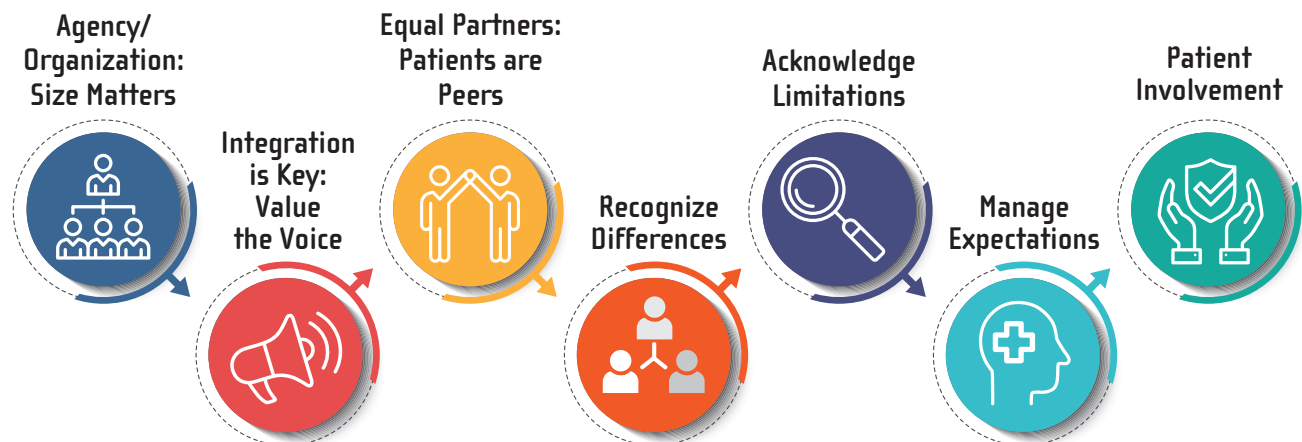 Agency/
Organization:
Size Matters
Integration
is Key:
Value
the Voice
Equal Partners:
Patients are
Peers
Recognize
Differences
Acknowledge
Limitations
Manage
Expectations
Patient
Involvement